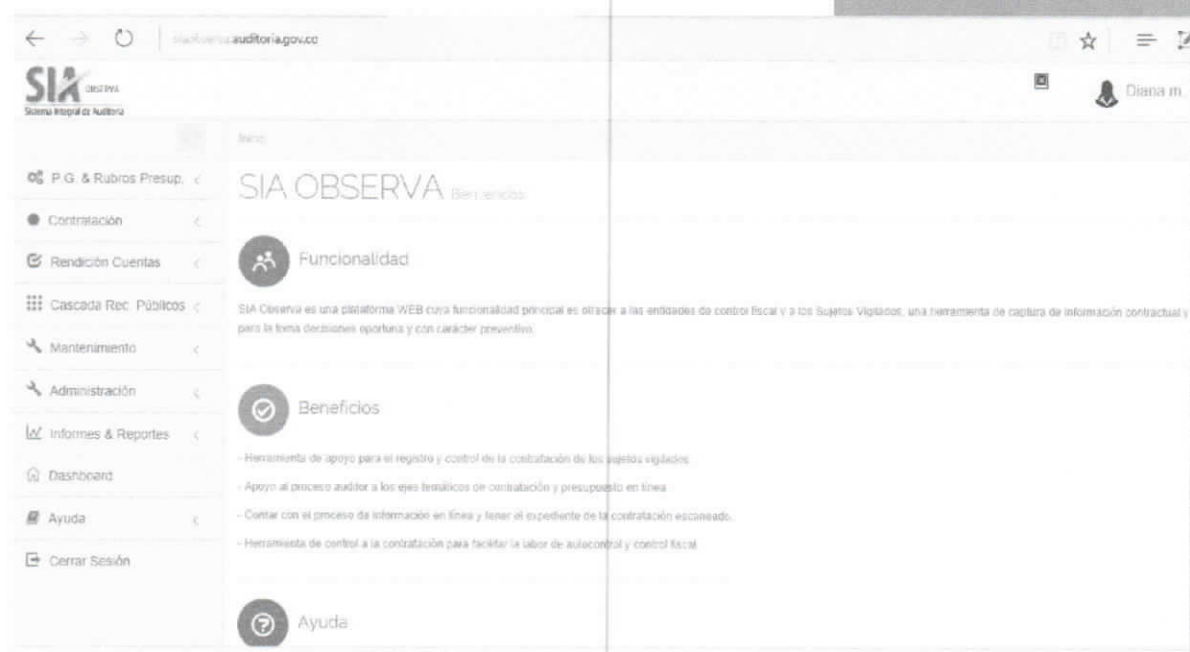 siaobserva.auditoria.gov.co
SIA OBSERVA
Sistema Integral de Auditoria
Diana m.
Inicio
P.G. & Rubros Presup.
Contratación
Rendición Cuentas
Cascada Rec. Públicos
Mantenimiento
Administración
Informes & Reportes
Dashboard
Ayuda
Cerrar Sesión
SIA OBSERVA Bienvenidos
Funcionalidad
SIA Observa es una plataforma WEB cuya funcionalidad principal es ofrecer a las entidades de control fiscal y a los Sujetos Vigilados, una herramienta de captura de información contractual y
para la toma decisiones oportuna y con carácter preventivo.
Beneficios
- Herramienta de apoyo para el registro y control de la contratación de los sujetos vigilados
- Apoyo al proceso auditor a los ejes temáticos de contratación y presupuesto en línea
- Contar con el proceso de información en línea y tener el expediente de la contratación escaneado.
- Herramienta de control a la contratación para facilitar la labor de autocontrol y control fiscal
Ayuda